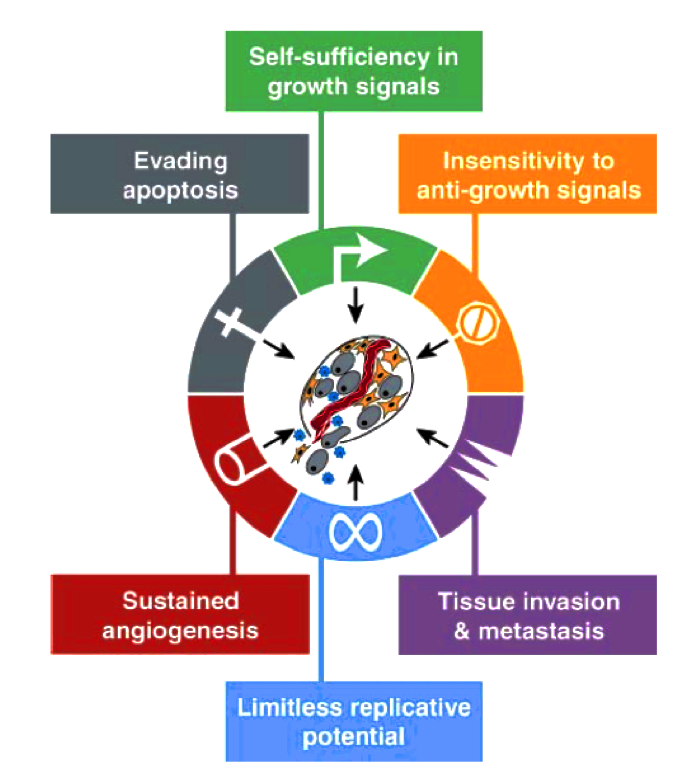 Self-sufficiency in
growth signals
Evading
apoptosis
Insensitivity to
anti-growth signals
Sustained
angiogenesis
Tissue invasion
& metastasis
Limitless replicative
potential